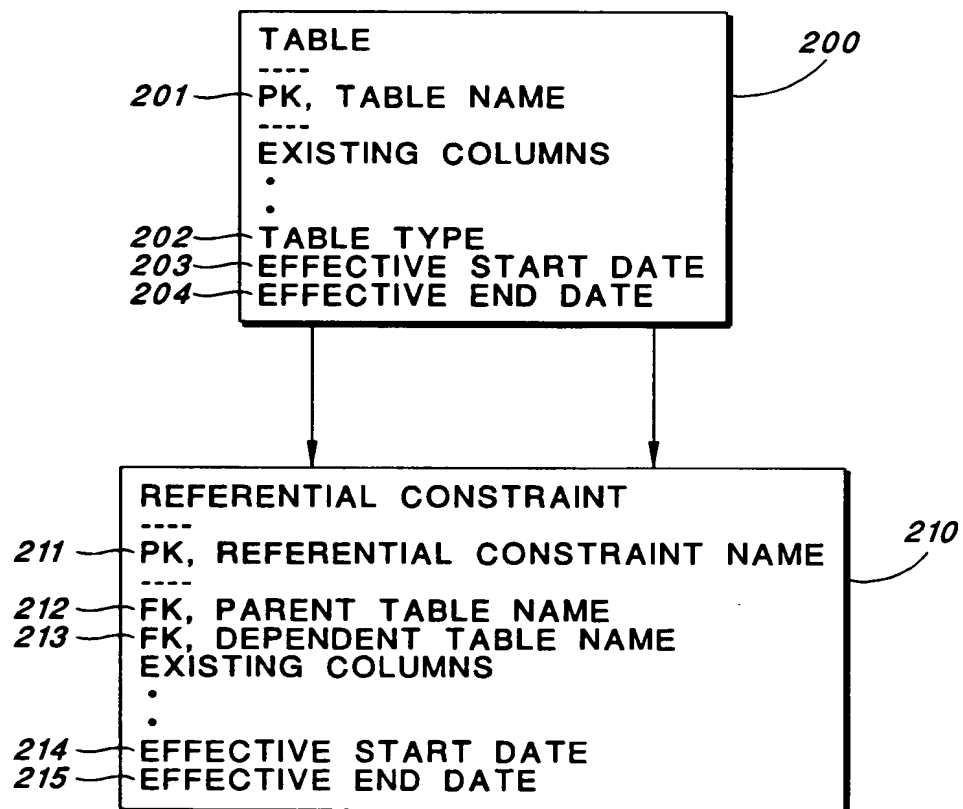 TABLE
200
----
201 PK, TABLE NAME
----
EXISTING COLUMNS
•
•
202 TABLE TYPE
203 EFFECTIVE START DATE
204 EFFECTIVE END DATE
REFERENTIAL CONSTRAINT
----
211 PK, REFERENTIAL CONSTRAINT NAME
210
----
212 FK, PARENT TABLE NAME
213 FK, DEPENDENT TABLE NAME
EXISTING COLUMNS
•
•
214 EFFECTIVE START DATE
215 EFFECTIVE END DATE